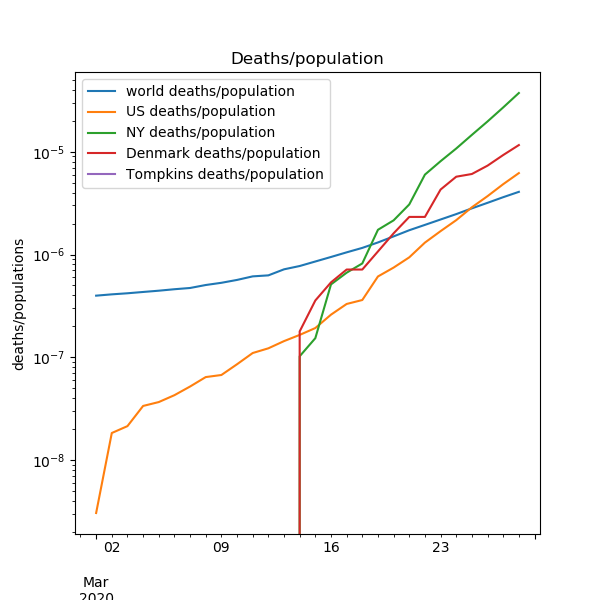 Deaths/population
world deaths/population
US deaths/population
NY deaths/population
Denmark deaths/population
Tompkins deaths/population
deaths/populations
10⁻⁵
10⁻⁶
10⁻⁷
10⁻⁸
02 09 16 23
Mar
2020